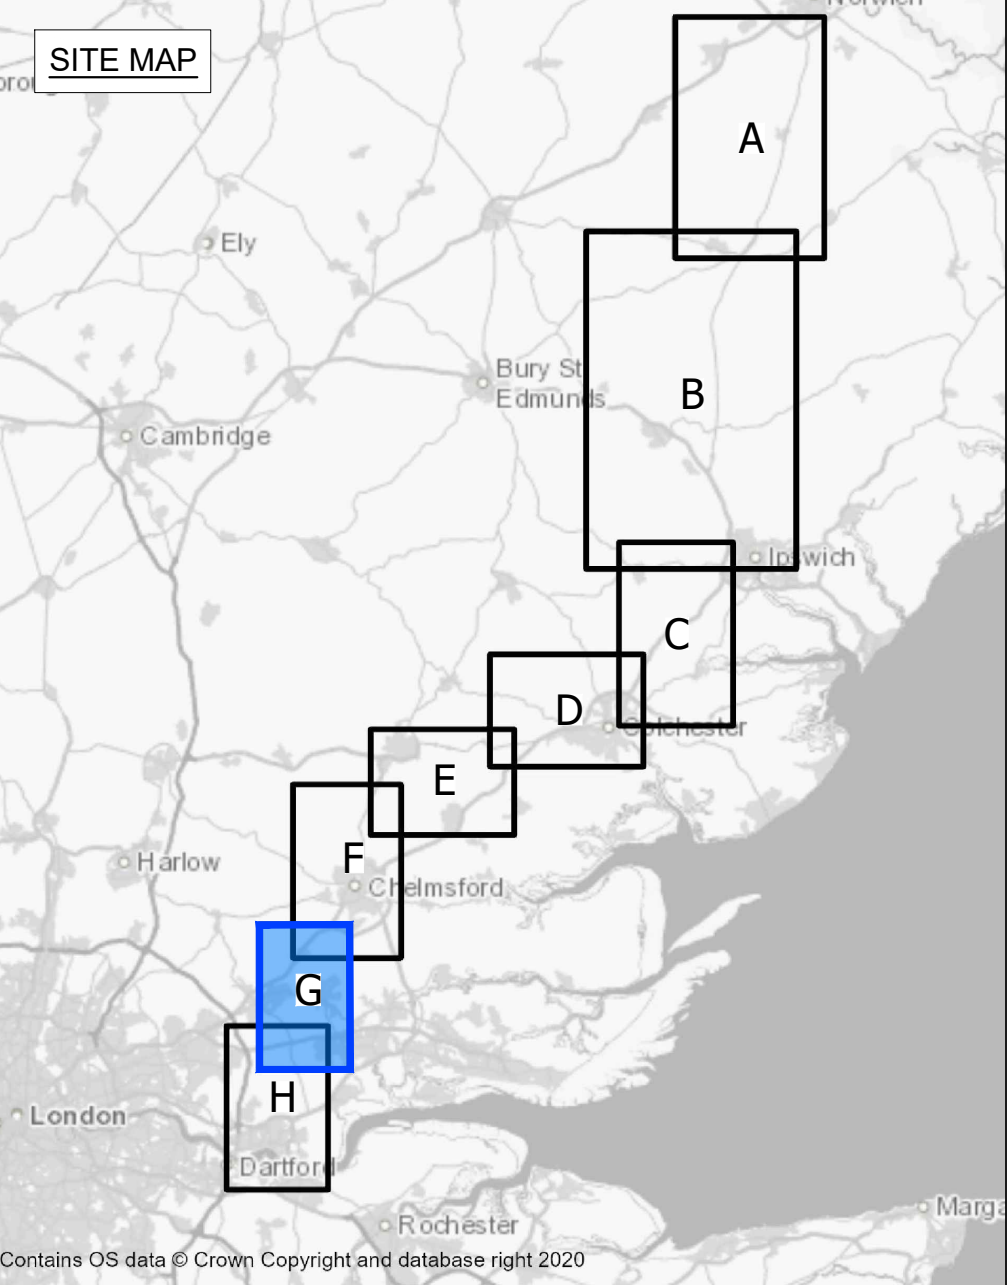 Norwich
SITE MAP
A
Ely
Bury St
Edmunds
B
Cambridge
Ipswich
C
D
Colchester
E
F
Harlow
Chelmsford
G
H
London
Dartford
Marga
Rochester
Contains OS data © Crown Copyright and database right 2020